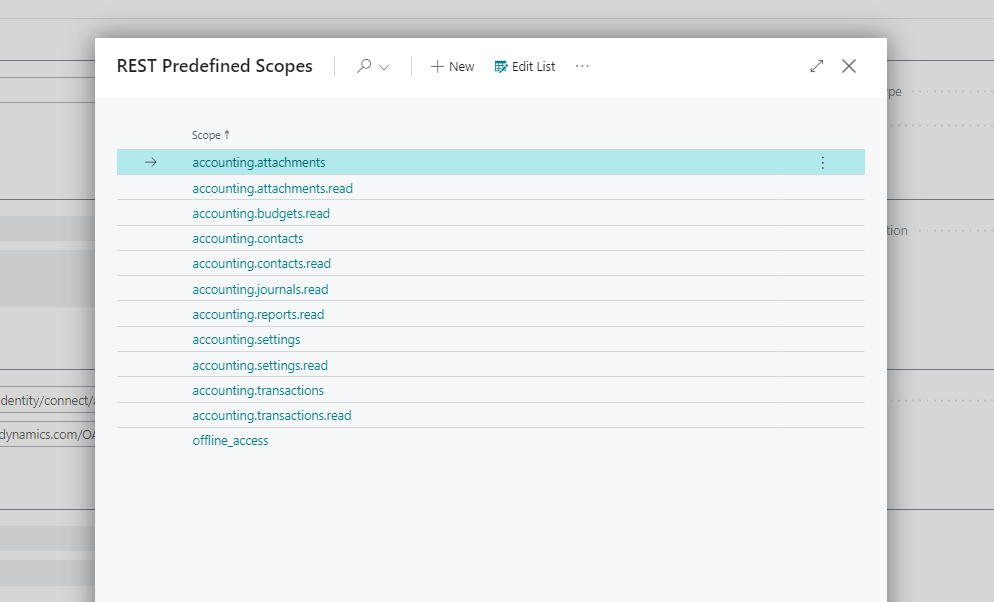 REST Predefined Scopes
New
Edit List
Scope
accounting.attachments
accounting.attachments.read
accounting.budgets.read
accounting.contacts
accounting.contacts.read
accounting.journals.read
accounting.reports.read
accounting.settings
accounting.settings.read
accounting.transactions
accounting.transactions.read
offline_access
pe
tion
dentity/connect/
dynamics.com/OA